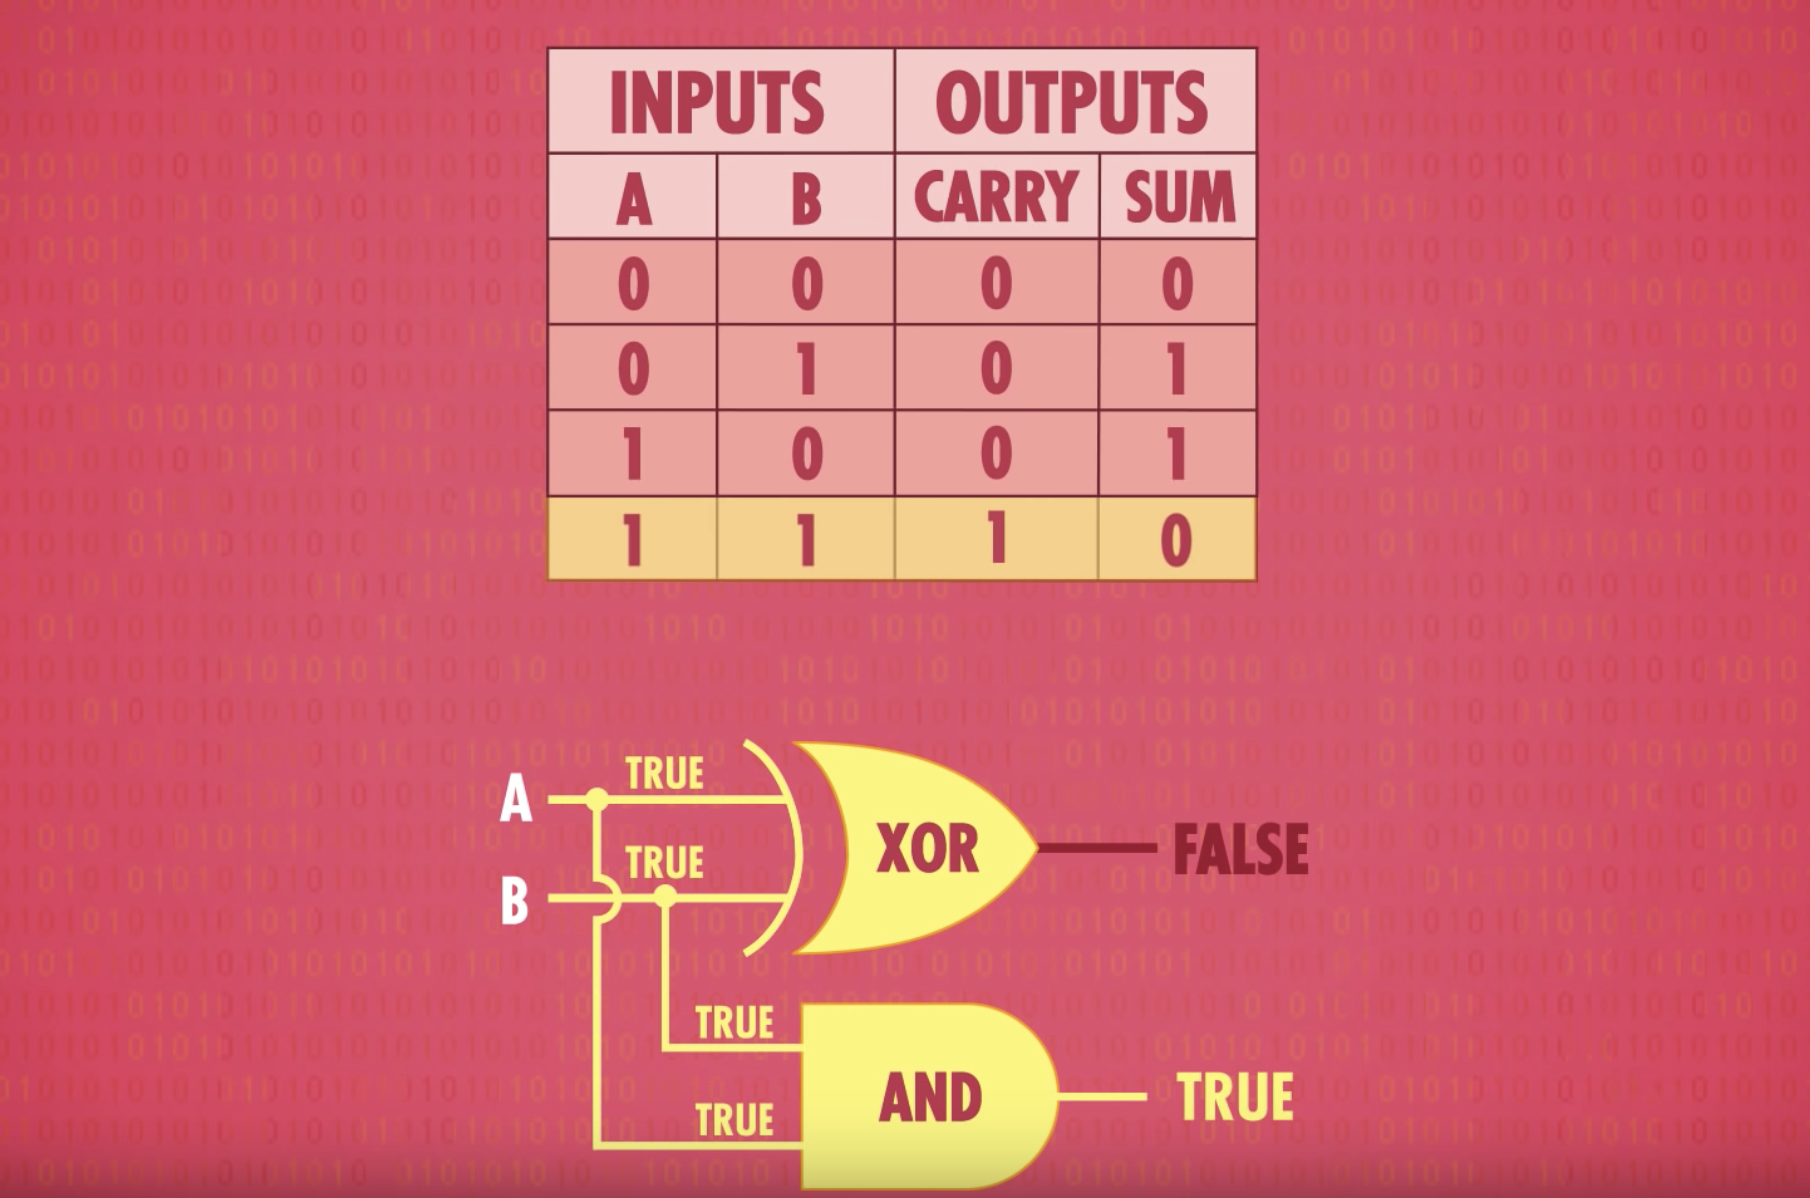 INPUTS OUTPUTS
A B CARRY SUM
0 0 0 0
0 1 0 1
1 0 0 1
1 1 1 0
A TRUE
XOR FALSE
B TRUE
TRUE
AND TRUE
TRUE